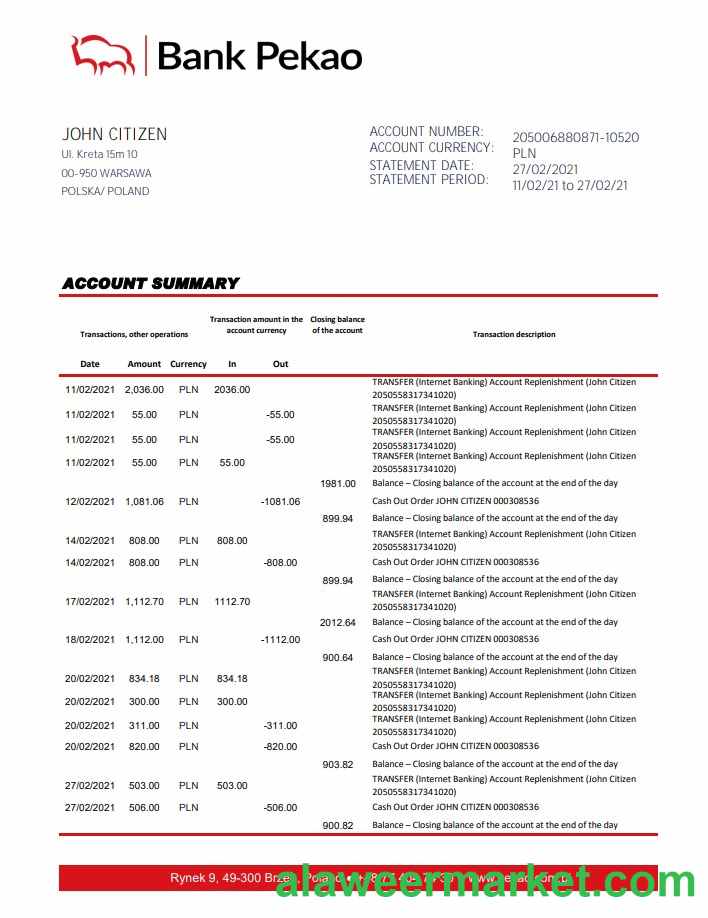 Bank Pekao
JOHN CITIZEN
Ul. Kreta 15m 10
00-950 WARSAWA
POLSKA/ POLAND
ACCOUNT NUMBER: 205006880871-10520
ACCOUNT CURRENCY: PLN
STATEMENT DATE: 27/02/2021
STATEMENT PERIOD: 11/02/21 to 27/02/21
ACCOUNT SUMMARY
Transactions, other operations
Transaction amount in the
account currency
Closing balance
of the account
Transaction description
Date Amount Currency In Out
11/02/2021 2,036.00 PLN 2036.00 TRANSFER (Internet Banking) Account Replenishment (John Citizen
2050558317341020)
11/02/2021 55.00 PLN -55.00 TRANSFER (Internet Banking) Account Replenishment (John Citizen
2050558317341020)
11/02/2021 55.00 PLN -55.00 TRANSFER (Internet Banking) Account Replenishment (John Citizen
2050558317341020)
11/02/2021 55.00 PLN 55.00 TRANSFER (Internet Banking) Account Replenishment (John Citizen
2050558317341020)
1981.00 Balance – Closing balance of the account at the end of the day
12/02/2021 1,081.06 PLN -1081.06 Cash Out Order JOHN CITIZEN 000308536
899.94 Balance – Closing balance of the account at the end of the day
14/02/2021 808.00 PLN 808.00 TRANSFER (Internet Banking) Account Replenishment (John Citizen
2050558317341020)
14/02/2021 808.00 PLN -808.00 Cash Out Order JOHN CITIZEN 000308536
899.94 Balance – Closing balance of the account at the end of the day
17/02/2021 1,112.70 PLN 1112.70 TRANSFER (Internet Banking) Account Replenishment (John Citizen
2050558317341020)
2012.64 Balance – Closing balance of the account at the end of the day
18/02/2021 1,112.00 PLN -1112.00 Cash Out Order JOHN CITIZEN 000308536
900.64 Balance – Closing balance of the account at the end of the day
20/02/2021 834.18 PLN 834.18 TRANSFER (Internet Banking) Account Replenishment (John Citizen
2050558317341020)
20/02/2021 300.00 PLN 300.00 TRANSFER (Internet Banking) Account Replenishment (John Citizen
2050558317341020)
20/02/2021 311.00 PLN -311.00 TRANSFER (Internet Banking) Account Replenishment (John Citizen
2050558317341020)
20/02/2021 820.00 PLN -820.00 Cash Out Order JOHN CITIZEN 000308536
903.82 Balance – Closing balance of the account at the end of the day
27/02/2021 503.00 PLN 503.00 TRANSFER (Internet Banking) Account Replenishment (John Citizen
2050558317341020)
27/02/2021 506.00 PLN -506.00 Cash Out Order JOHN CITIZEN 000308536
900.82 Balance – Closing balance of the account at the end of the day
Rynek 9, 49-300
alaweermarket.com